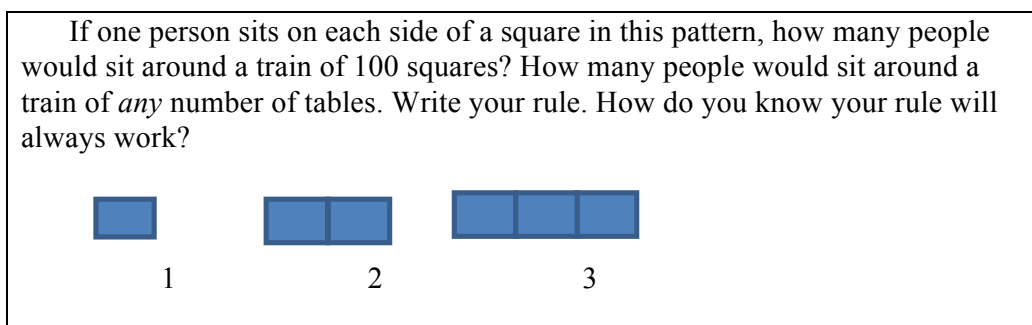 If one person sits on each side of a square in this pattern, how many people
would sit around a train of 100 squares? How many people would sit around a
train of any number of tables. Write your rule. How do you know your rule will
always work?
1 2 3